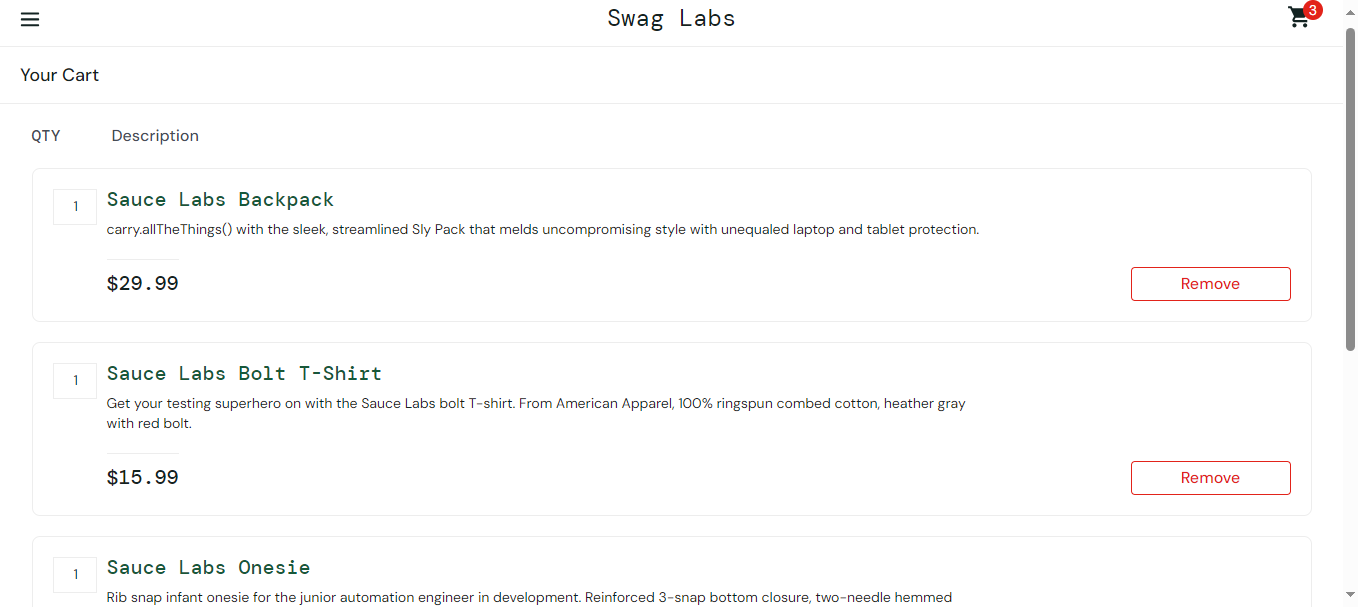 Swag Labs
3
Your Cart
QTY Description
1
Sauce Labs Backpack
carry.allTheThings() with the sleek, streamlined Sly Pack that melds uncompromising style with unequaled laptop and tablet protection.
$29.99
Remove
1
Sauce Labs Bolt T-Shirt
Get your testing superhero on with the Sauce Labs bolt T-shirt. From American Apparel, 100% ringspun combed cotton, heather gray
with red bolt.
$15.99
Remove
1
Sauce Labs Onesie
Rib snap infant onesie for the junior automation engineer in development. Reinforced 3-snap bottom closure, two-needle hemmed